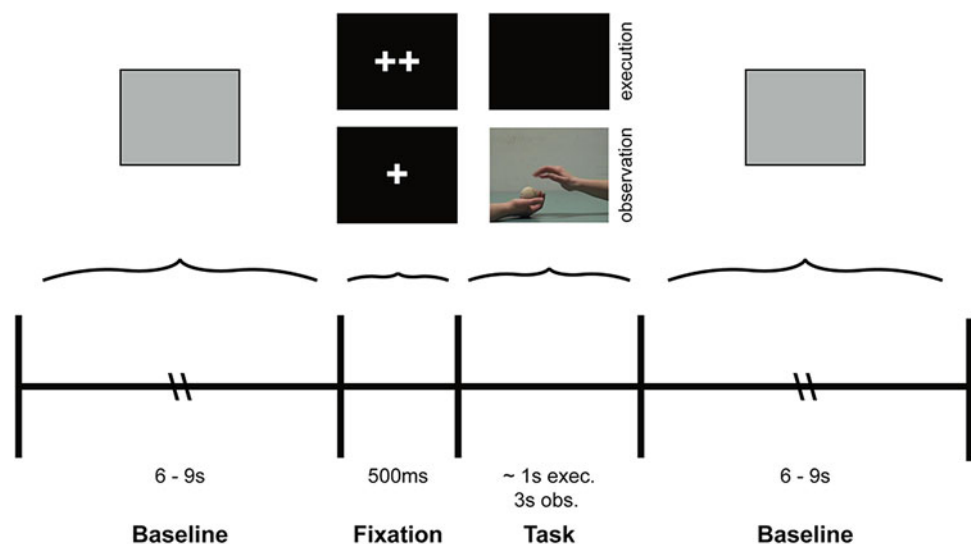 ++
execution
+
observation
6 - 9s
500ms
~ 1s exec.
3s obs.
6 - 9s
Baseline
Fixation
Task
Baseline